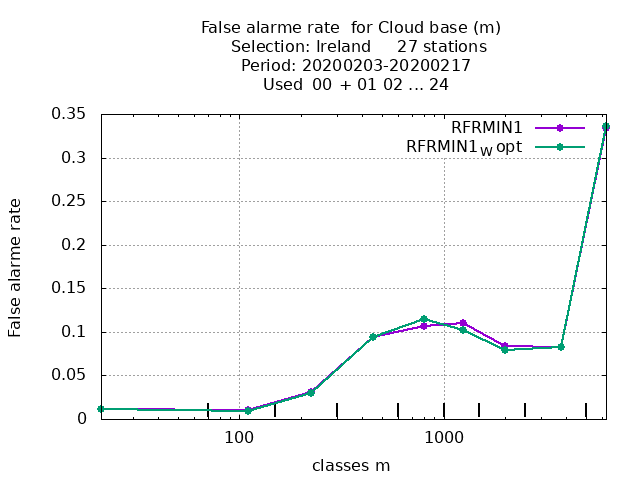 False alarme rate  for Cloud base (m)
Selection: Ireland     27 stations
Period: 20200203-20200217
Used  00 + 01 02 ... 24
RFRMIN1
RFRMIN1W opt
0.35
0.3
0.25
0.2
0.15
0.1
0.05
0
False alarme rate
100
1000
classes m